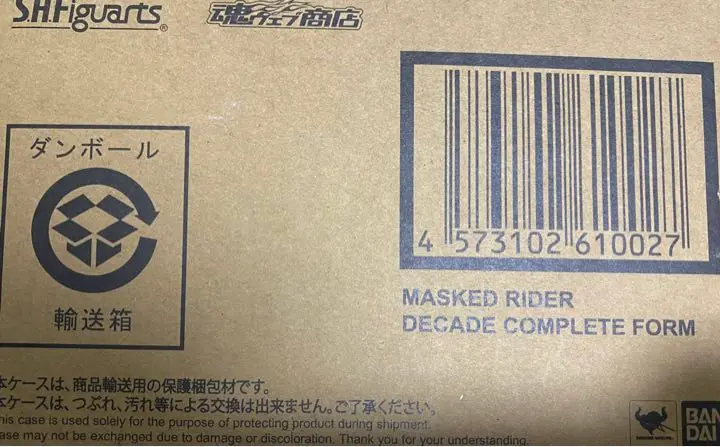 S.H.Figuarts®
魂ウェブ商店
ダンボール
輸送箱
4 573102 610027
MASKED RIDER
DECADE COMPLETE FORM
本ケースは、商品輸送用の保護梱包材です。
本ケースは、つぶれ、汚れ等による交換は出来ません。ご了承ください。
This case is used solely for the purpose of protecting product during shipment.
Case may not be exchanged due to damage or discoloration. Thank you for your understanding.
BAN
DAI